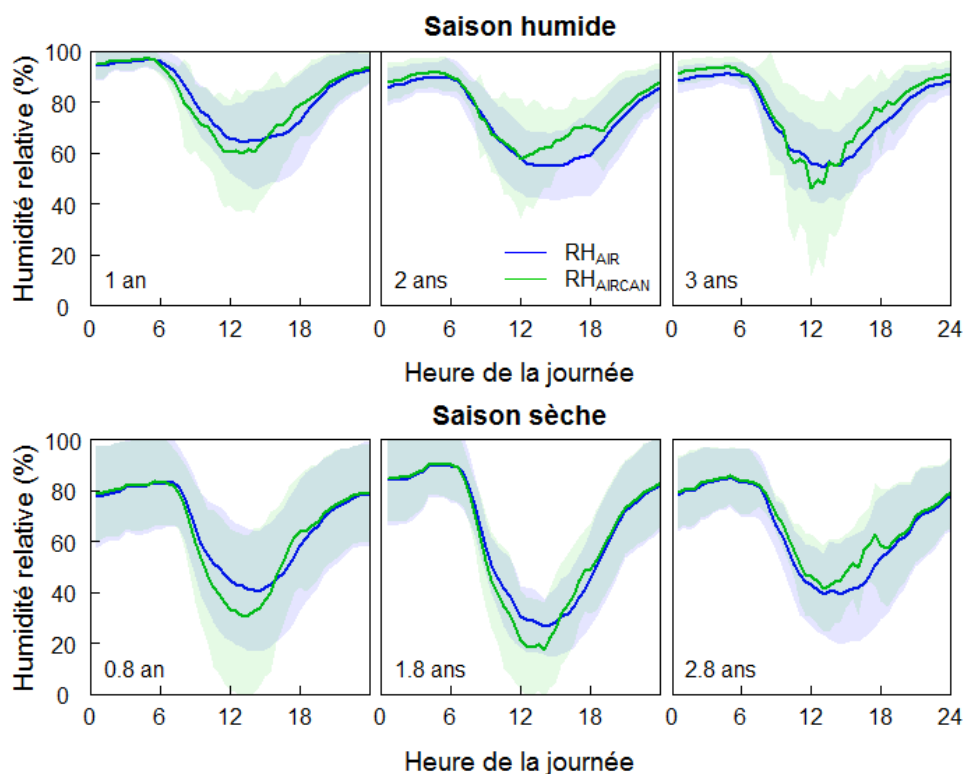 Saison humide
Humidité relative (%)
100
80
60
40
20
0
1 an
2 ans
RH_AIR
RH_AIRCAN
3 ans
0 6 12 18 0 6 12 18 0 6 12 18 24
Heure de la journée
Saison sèche
Humidité relative (%)
100
80
60
40
20
0
0.8 an
1.8 ans
2.8 ans
0 6 12 18 0 6 12 18 0 6 12 18 24
Heure de la journée